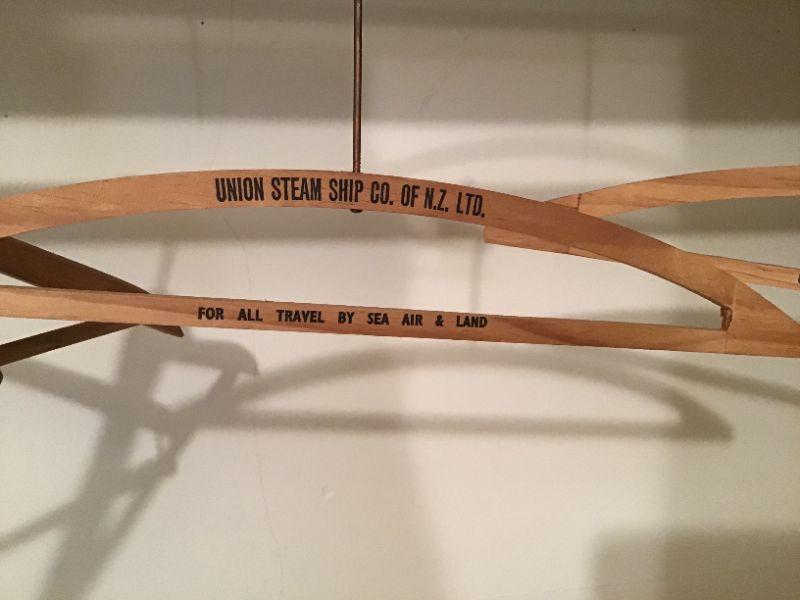 UNION STEAM SHIP CO. OF N.Z. LTD.
FOR ALL TRAVEL BY SEA AIR & LAND